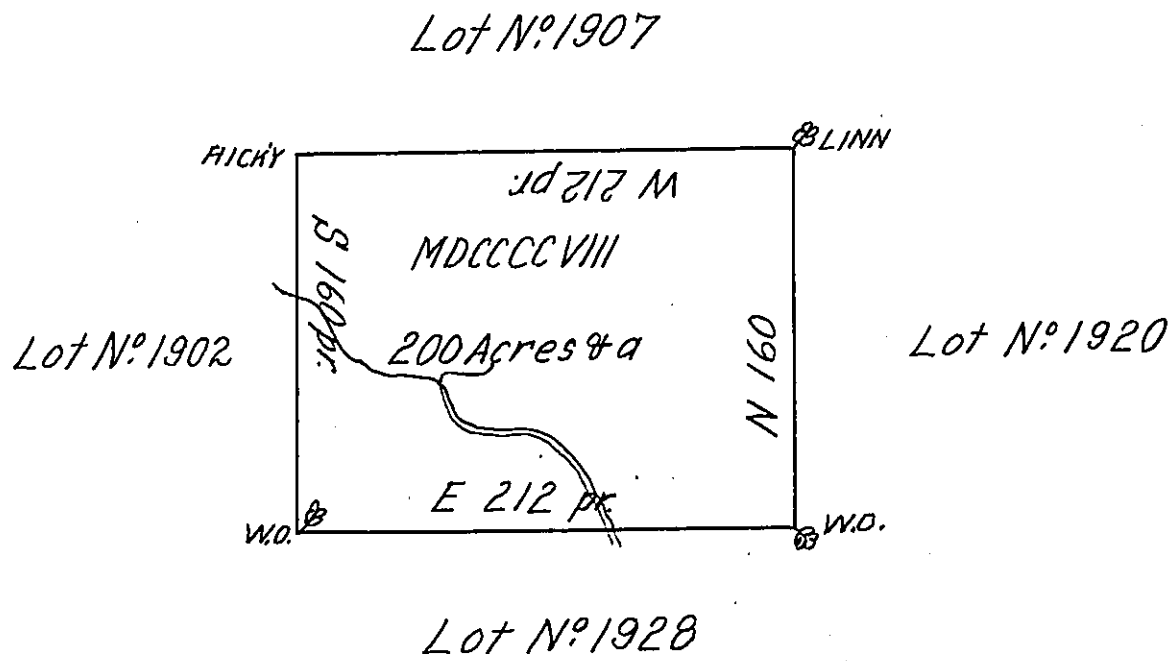 Lot Nº 1907
HICK'Y
LINN
W 212 pr.
S 160 pr.
MDCCCCVIII
Lot Nº 1902
200 Acres & a
N 160
Lot Nº 1920
E 212 pr.
W.O.
W.O.
Lot Nº 1928